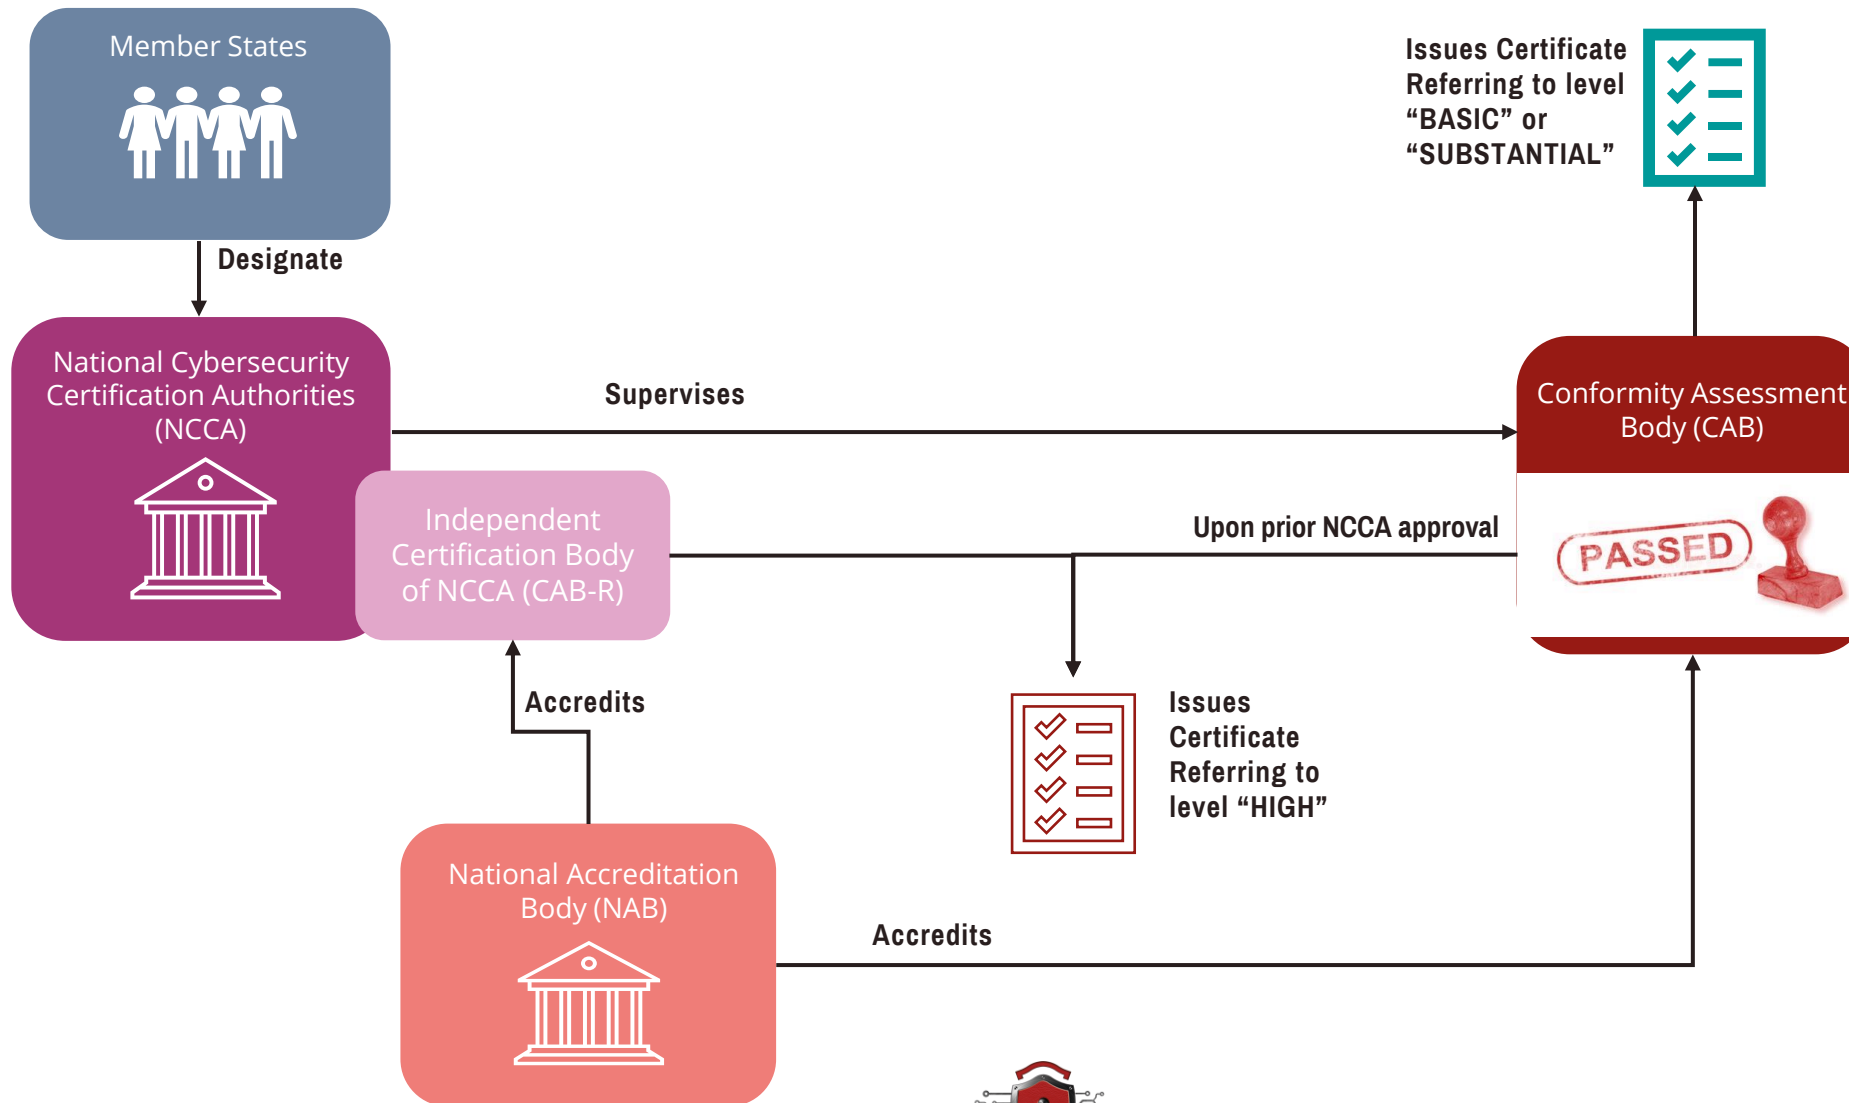 Member States
Issues Certificate
Referring to level
“BASIC” or
“SUBSTANTIAL”
Designate
National Cybersecurity
Certification Authorities
(NCCA)
Supervises
Conformity Assessment
Body (CAB)
Independent
Certification Body
of NCCA (CAB-R)
Upon prior NCCA approval
PASSED
Accredits
Issues
Certificate
Referring to
level “HIGH”
National Accreditation
Body (NAB)
Accredits